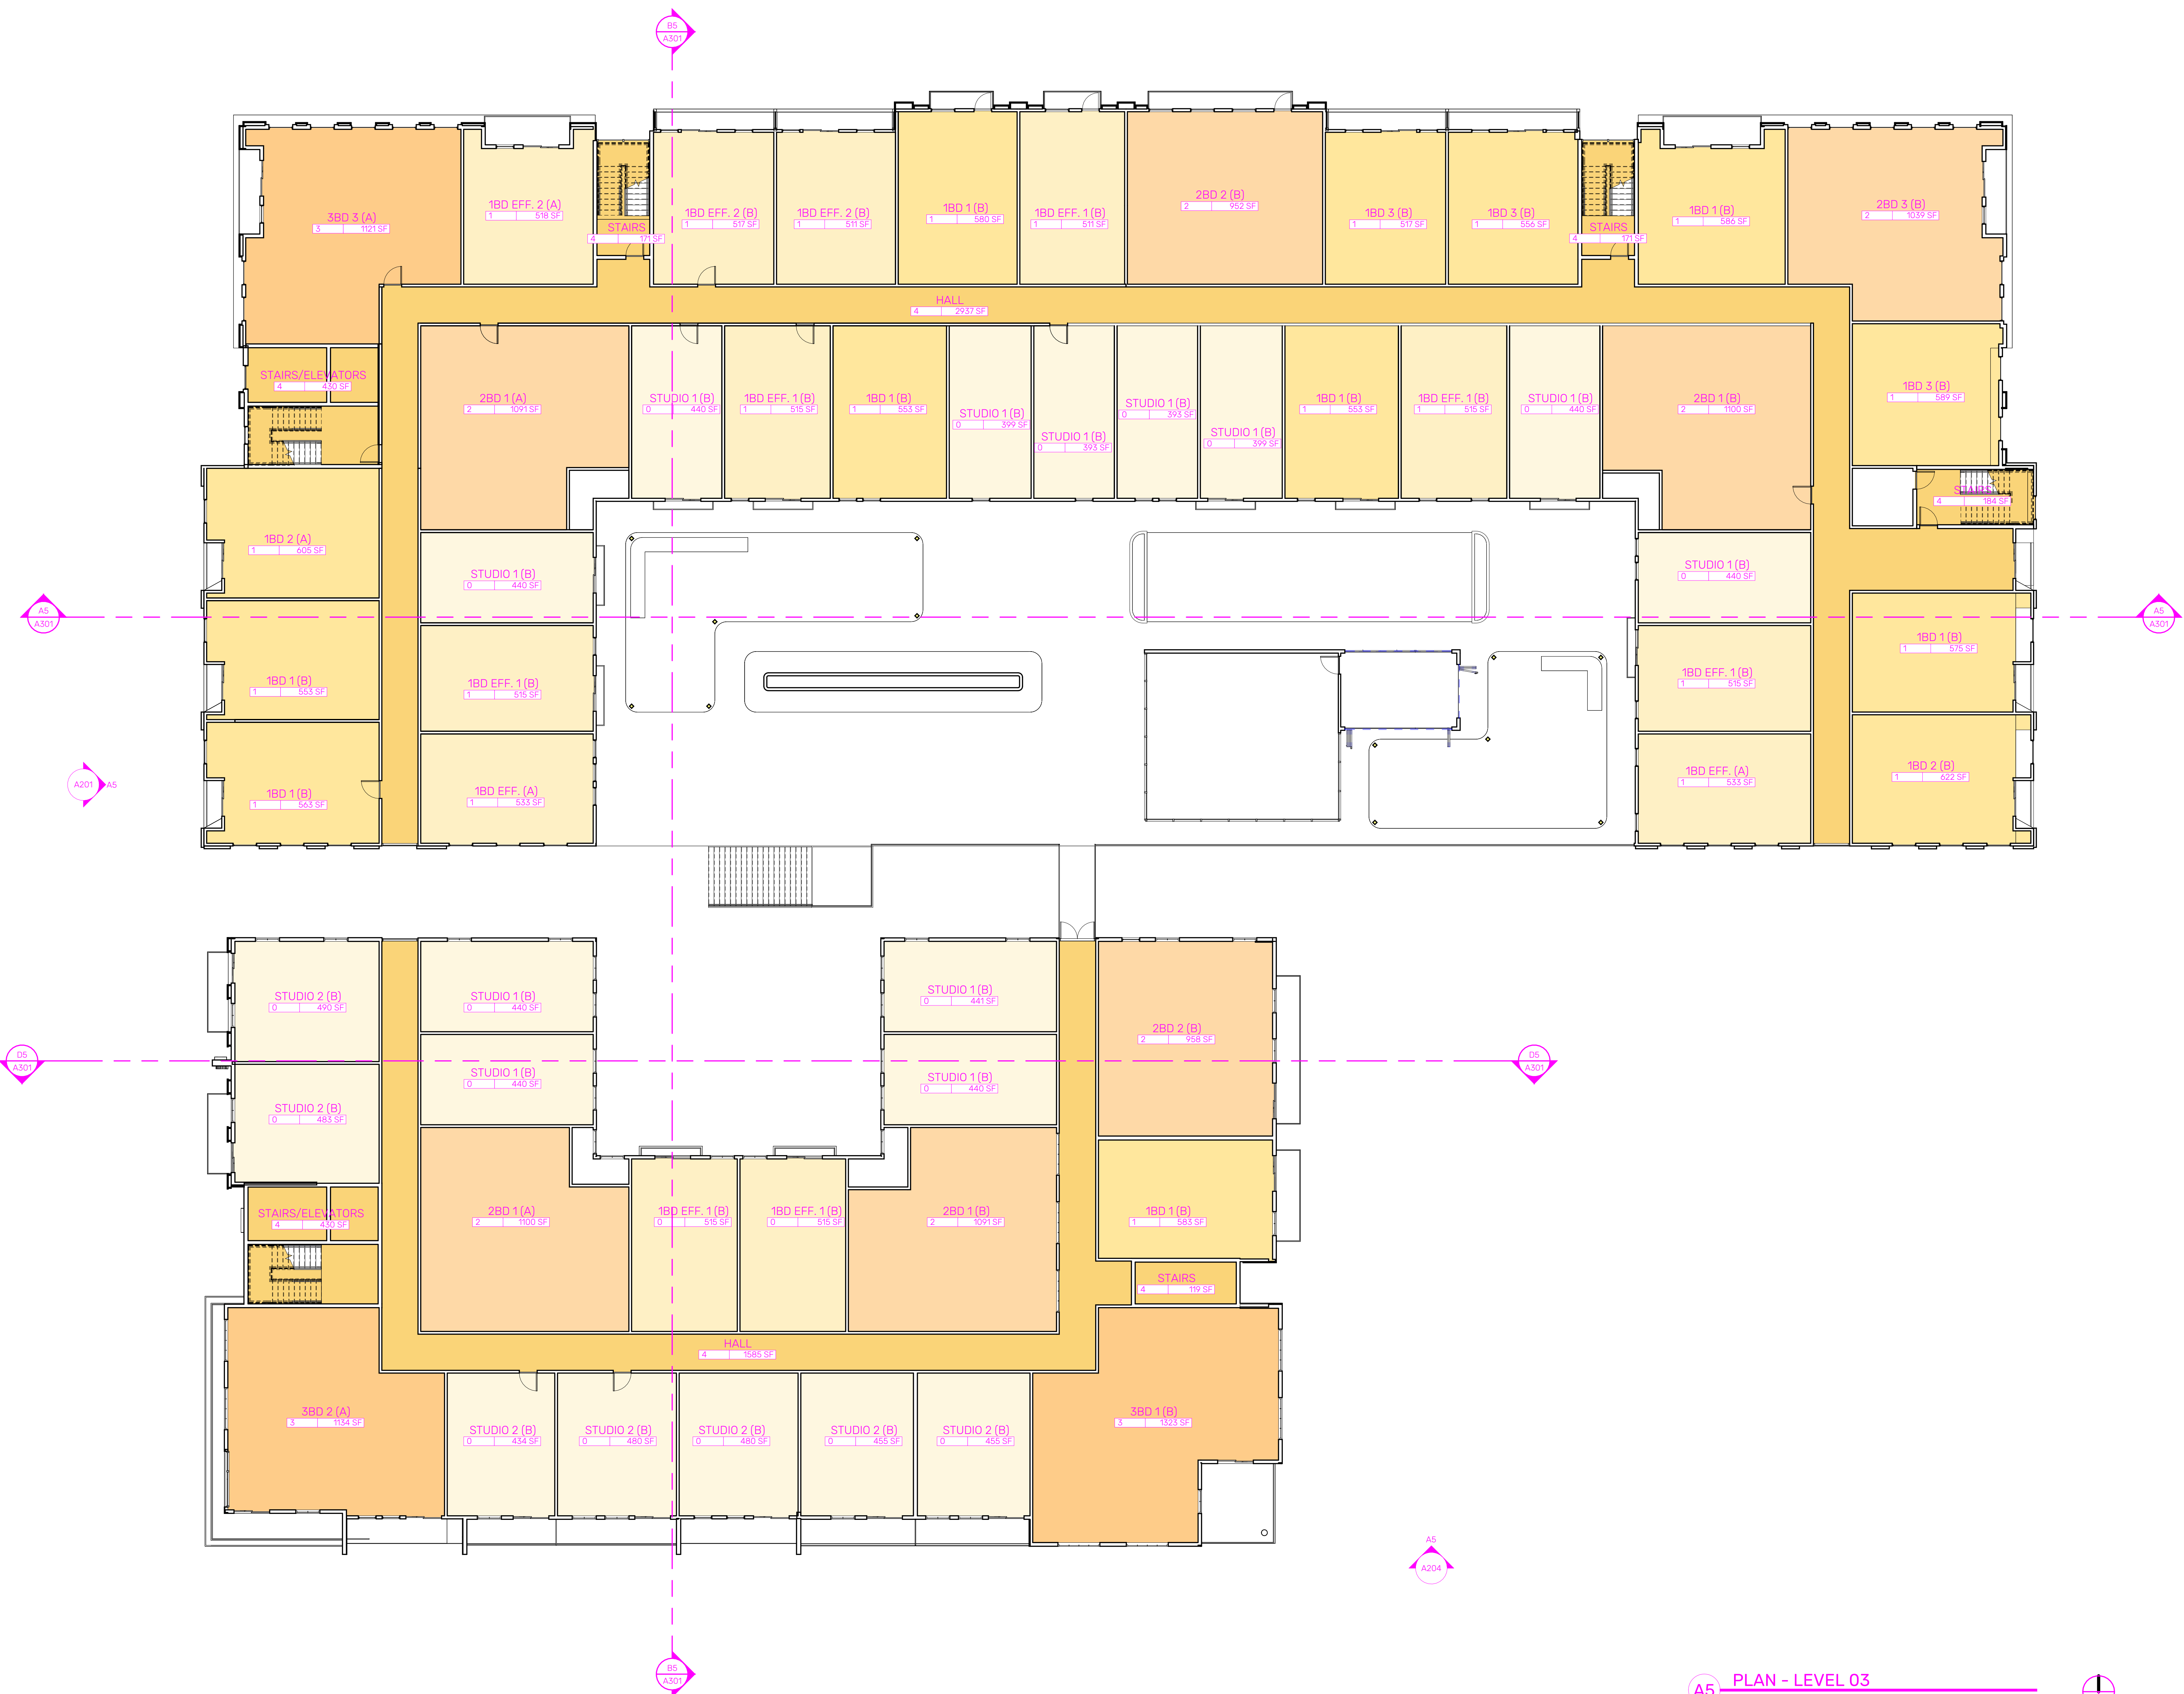 B5
A301
3BD 3 (A)
3 1121 SF
1BD EFF. 2 (A)
1 518 SF
STAIRS
4 171 SF
1BD EFF. 2 (B)
1 517 SF
1BD EFF. 2 (B)
1 511 SF
1BD 1 (B)
1 580 SF
1BD EFF. 1 (B)
1 511 SF
2BD 2 (B)
2 952 SF
1BD 3 (B)
1 517 SF
1BD 3 (B)
1 556 SF
STAIRS
4 171 SF
1BD 1 (B)
1 586 SF
2BD 3 (B)
2 1039 SF
HALL
4 2937 SF
STAIRS/ELEVATORS
4 430 SF
2BD 1 (A)
2 1091 SF
STUDIO 1 (B)
0 440 SF
1BD EFF. 1 (B)
1 515 SF
1BD 1 (B)
1 553 SF
STUDIO 1 (B)
0 399 SF
STUDIO 1 (B)
0 393 SF
STUDIO 1 (B)
0 393 SF
STUDIO 1 (B)
0 399 SF
1BD 1 (B)
1 553 SF
1BD EFF. 1 (B)
1 515 SF
STUDIO 1 (B)
0 440 SF
2BD 1 (B)
2 1100 SF
1BD 3 (B)
1 589 SF
STAIRS
4 184 SF
1BD 2 (A)
1 605 SF
STUDIO 1 (B)
0 440 SF
STUDIO 1 (B)
0 440 SF
A5
A301
A5
A301
1BD 1 (B)
1 553 SF
1BD EFF. 1 (B)
1 515 SF
1BD EFF. 1 (B)
1 515 SF
1BD 1 (B)
1 575 SF
A201 A5
1BD 1 (B)
1 563 SF
1BD EFF. (A)
1 533 SF
1BD EFF. (A)
1 533 SF
1BD 2 (B)
1 622 SF
STUDIO 2 (B)
0 490 SF
STUDIO 1 (B)
0 440 SF
STUDIO 1 (B)
0 441 SF
2BD 2 (B)
2 958 SF
D5
A301
D5
A301
STUDIO 1 (B)
0 440 SF
STUDIO 1 (B)
0 440 SF
STUDIO 2 (B)
0 483 SF
STAIRS/ELEVATORS
4 430 SF
2BD 1 (A)
2 1100 SF
1BD EFF. 1 (B)
0 515 SF
1BD EFF. 1 (B)
0 515 SF
2BD 1 (B)
2 1091 SF
1BD 1 (B)
1 583 SF
STAIRS
4 119 SF
HALL
4 1585 SF
3BD 2 (A)
3 1134 SF
STUDIO 2 (B)
0 434 SF
STUDIO 2 (B)
0 480 SF
STUDIO 2 (B)
0 480 SF
STUDIO 2 (B)
0 455 SF
STUDIO 2 (B)
0 455 SF
3BD 1 (B)
3 1323 SF
A5
A204
B5
A301
A5 PLAN - LEVEL 03